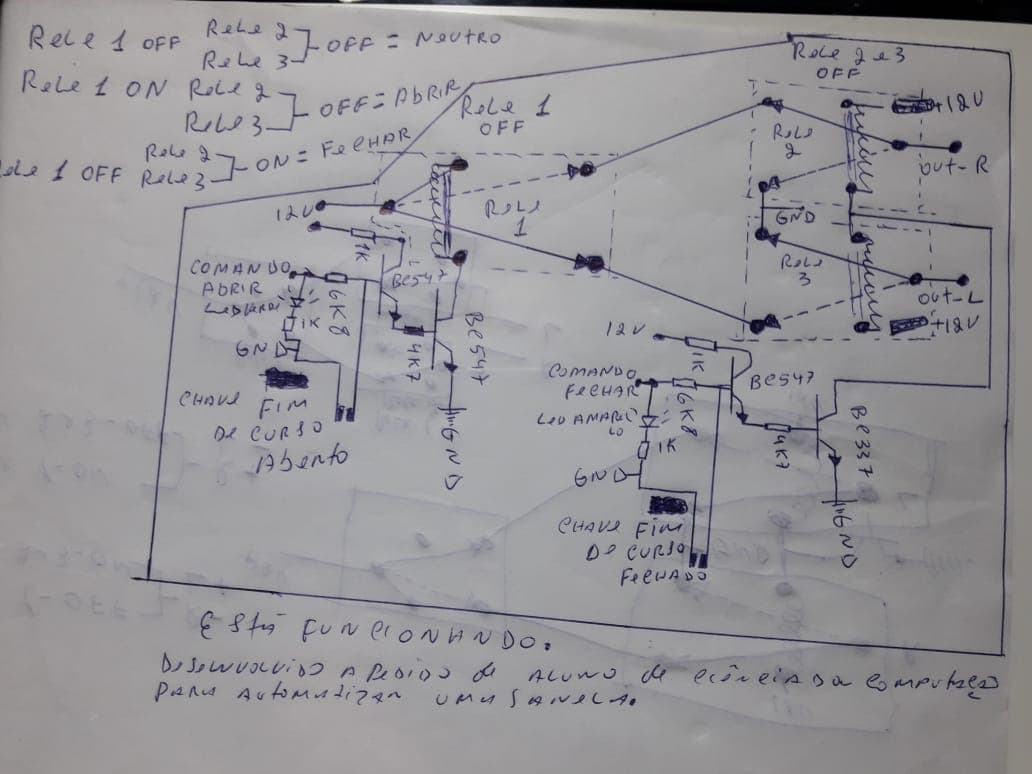 Rele 1 OFF Rele 2
Rele 3 OFF = NEUTRO
Rele 1 ON Rele 2
Rele 3 OFF = ABRIR
Rele 1 OFF Rele 2
Rele 3 ON = FECHAR
Rele 1
OFF
Rele 2 e 3
OFF
+12V
Rele
2
OUT-R
GND
Rele
3
OUT-L
+12V
12V
Rele
1
1K
COMANDO
ABRIR
6K8
BC547
1K
GND
4K7
BC547
GND
CHAVE FIM
DE CURSO
Aberto
12V
1K
BC547
COMANDO
FECHAR
6K8
LED AMAREL
LO
1K
4K7
BC337
GND
GND
CHAVE FIM
DE CURSO
FECHADO
ESTÁ FUNCIONANDO.
Desenvolvido A PEDIDO de ALUNO de CIÊNCIA DA COMPUTAÇÃO
PARA AUTOMATIZAR UMA JANELA.